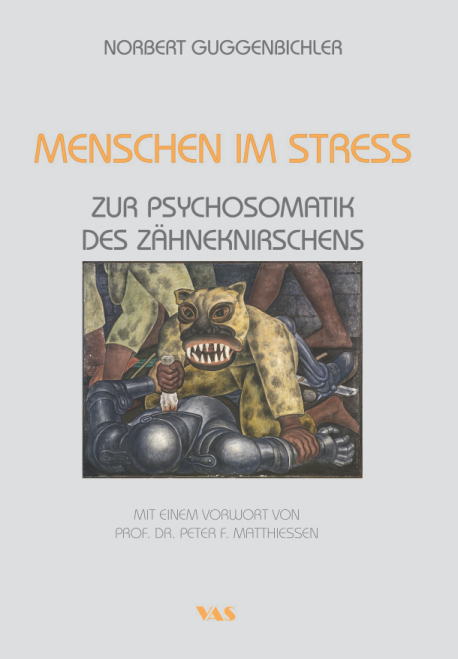 NORBERT GUGGENBICHLER
MENSCHEN IM STRESS
ZUR PSYCHOSOMATIK
DES ZÄHNEKNIRSCHENS
MIT EINEM VORWORT VON
PROF. DR. PETER F. MATTHIESSEN
VAS